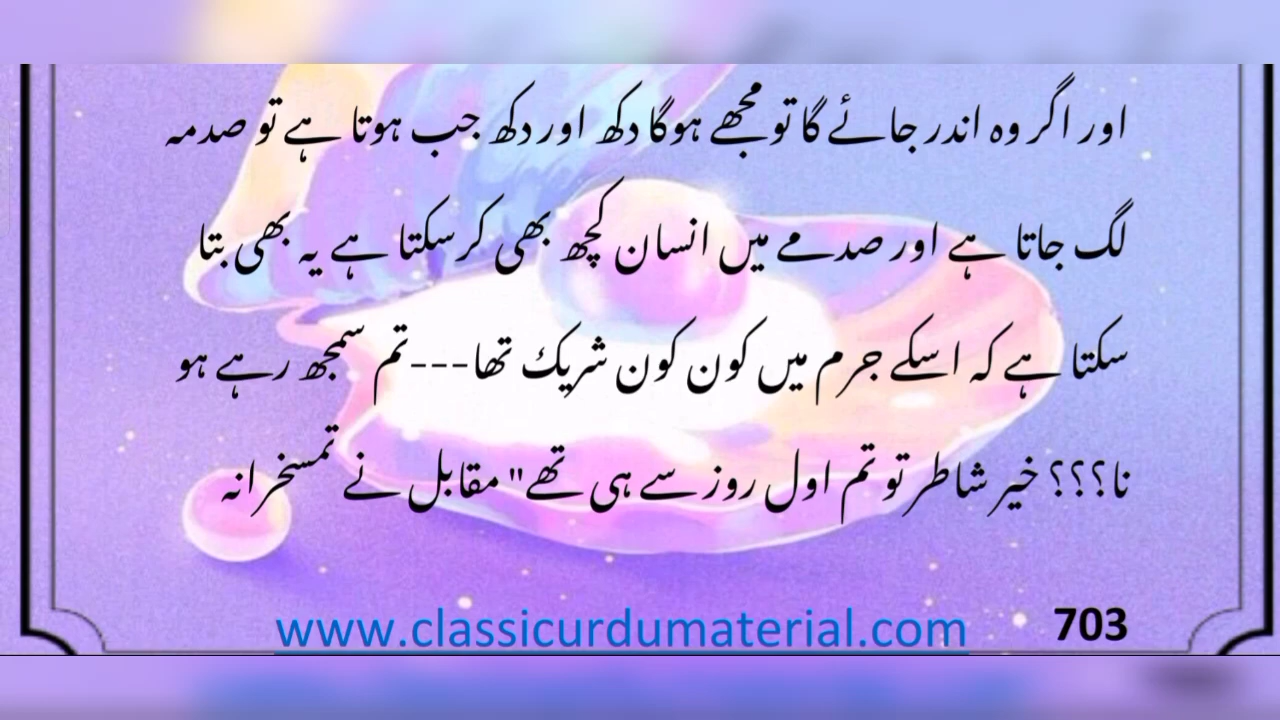 اور اگر وہ اندر جائے گا تو مجھے ہوگا دکھ اور دکھ جب ہوتا ہے تو صدمہ
لگ جاتا ہے اور صدمے میں انسان کچھ بھی کر سکتا ہے یہ بھی بتا
سکتا ہے کہ اسکے جرم میں کون کون شریک تھا---تم سمجھ رہے ہو
نا؟؟؟ خیر شاطر تو تم اول روز سے ہی تھے" مقابل نے تمسخرانہ
www.classicurdumaterial.com 703